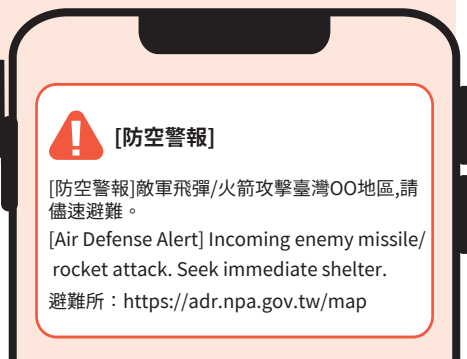 [防空警報]
[防空警報]敵軍飛彈/火箭攻擊臺灣OO地區,請
儘速避難。
[Air Defense Alert] Incoming enemy missile/
rocket attack. Seek immediate shelter.
避難所：https://adr.npa.gov.tw/map